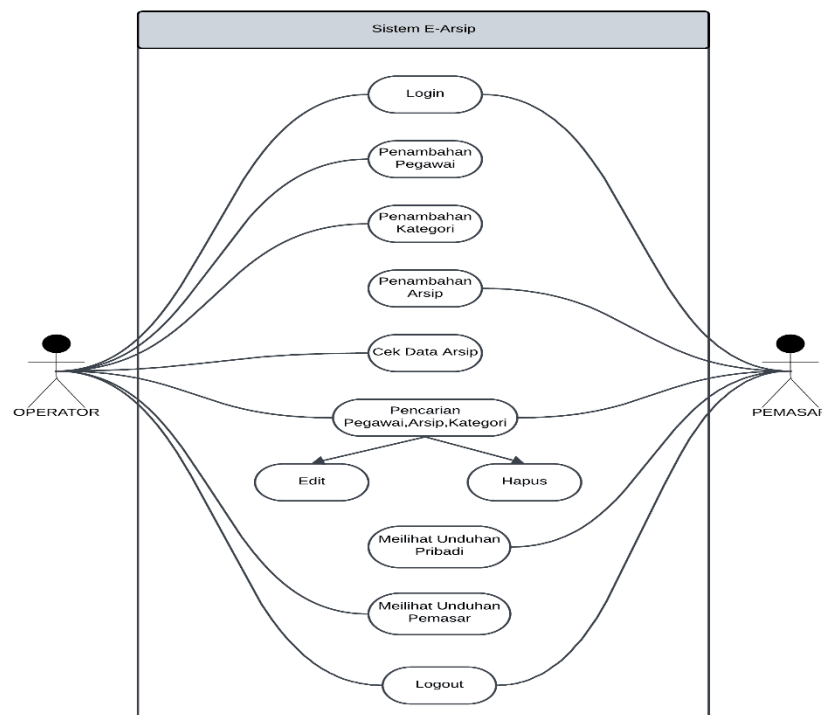 Sistem E-Arsip
Login
Penambahan
Pegawai
Penambahan
Kategori
Penambahan
Arsip
Cek Data Arsip
OPERATOR
PEMASAR
Pencarian
Pegawai,Arsip,Kategori
Edit
Hapus
Meilihat Unduhan
Pribadi
Meilihat Unduhan
Pemasar
Logout